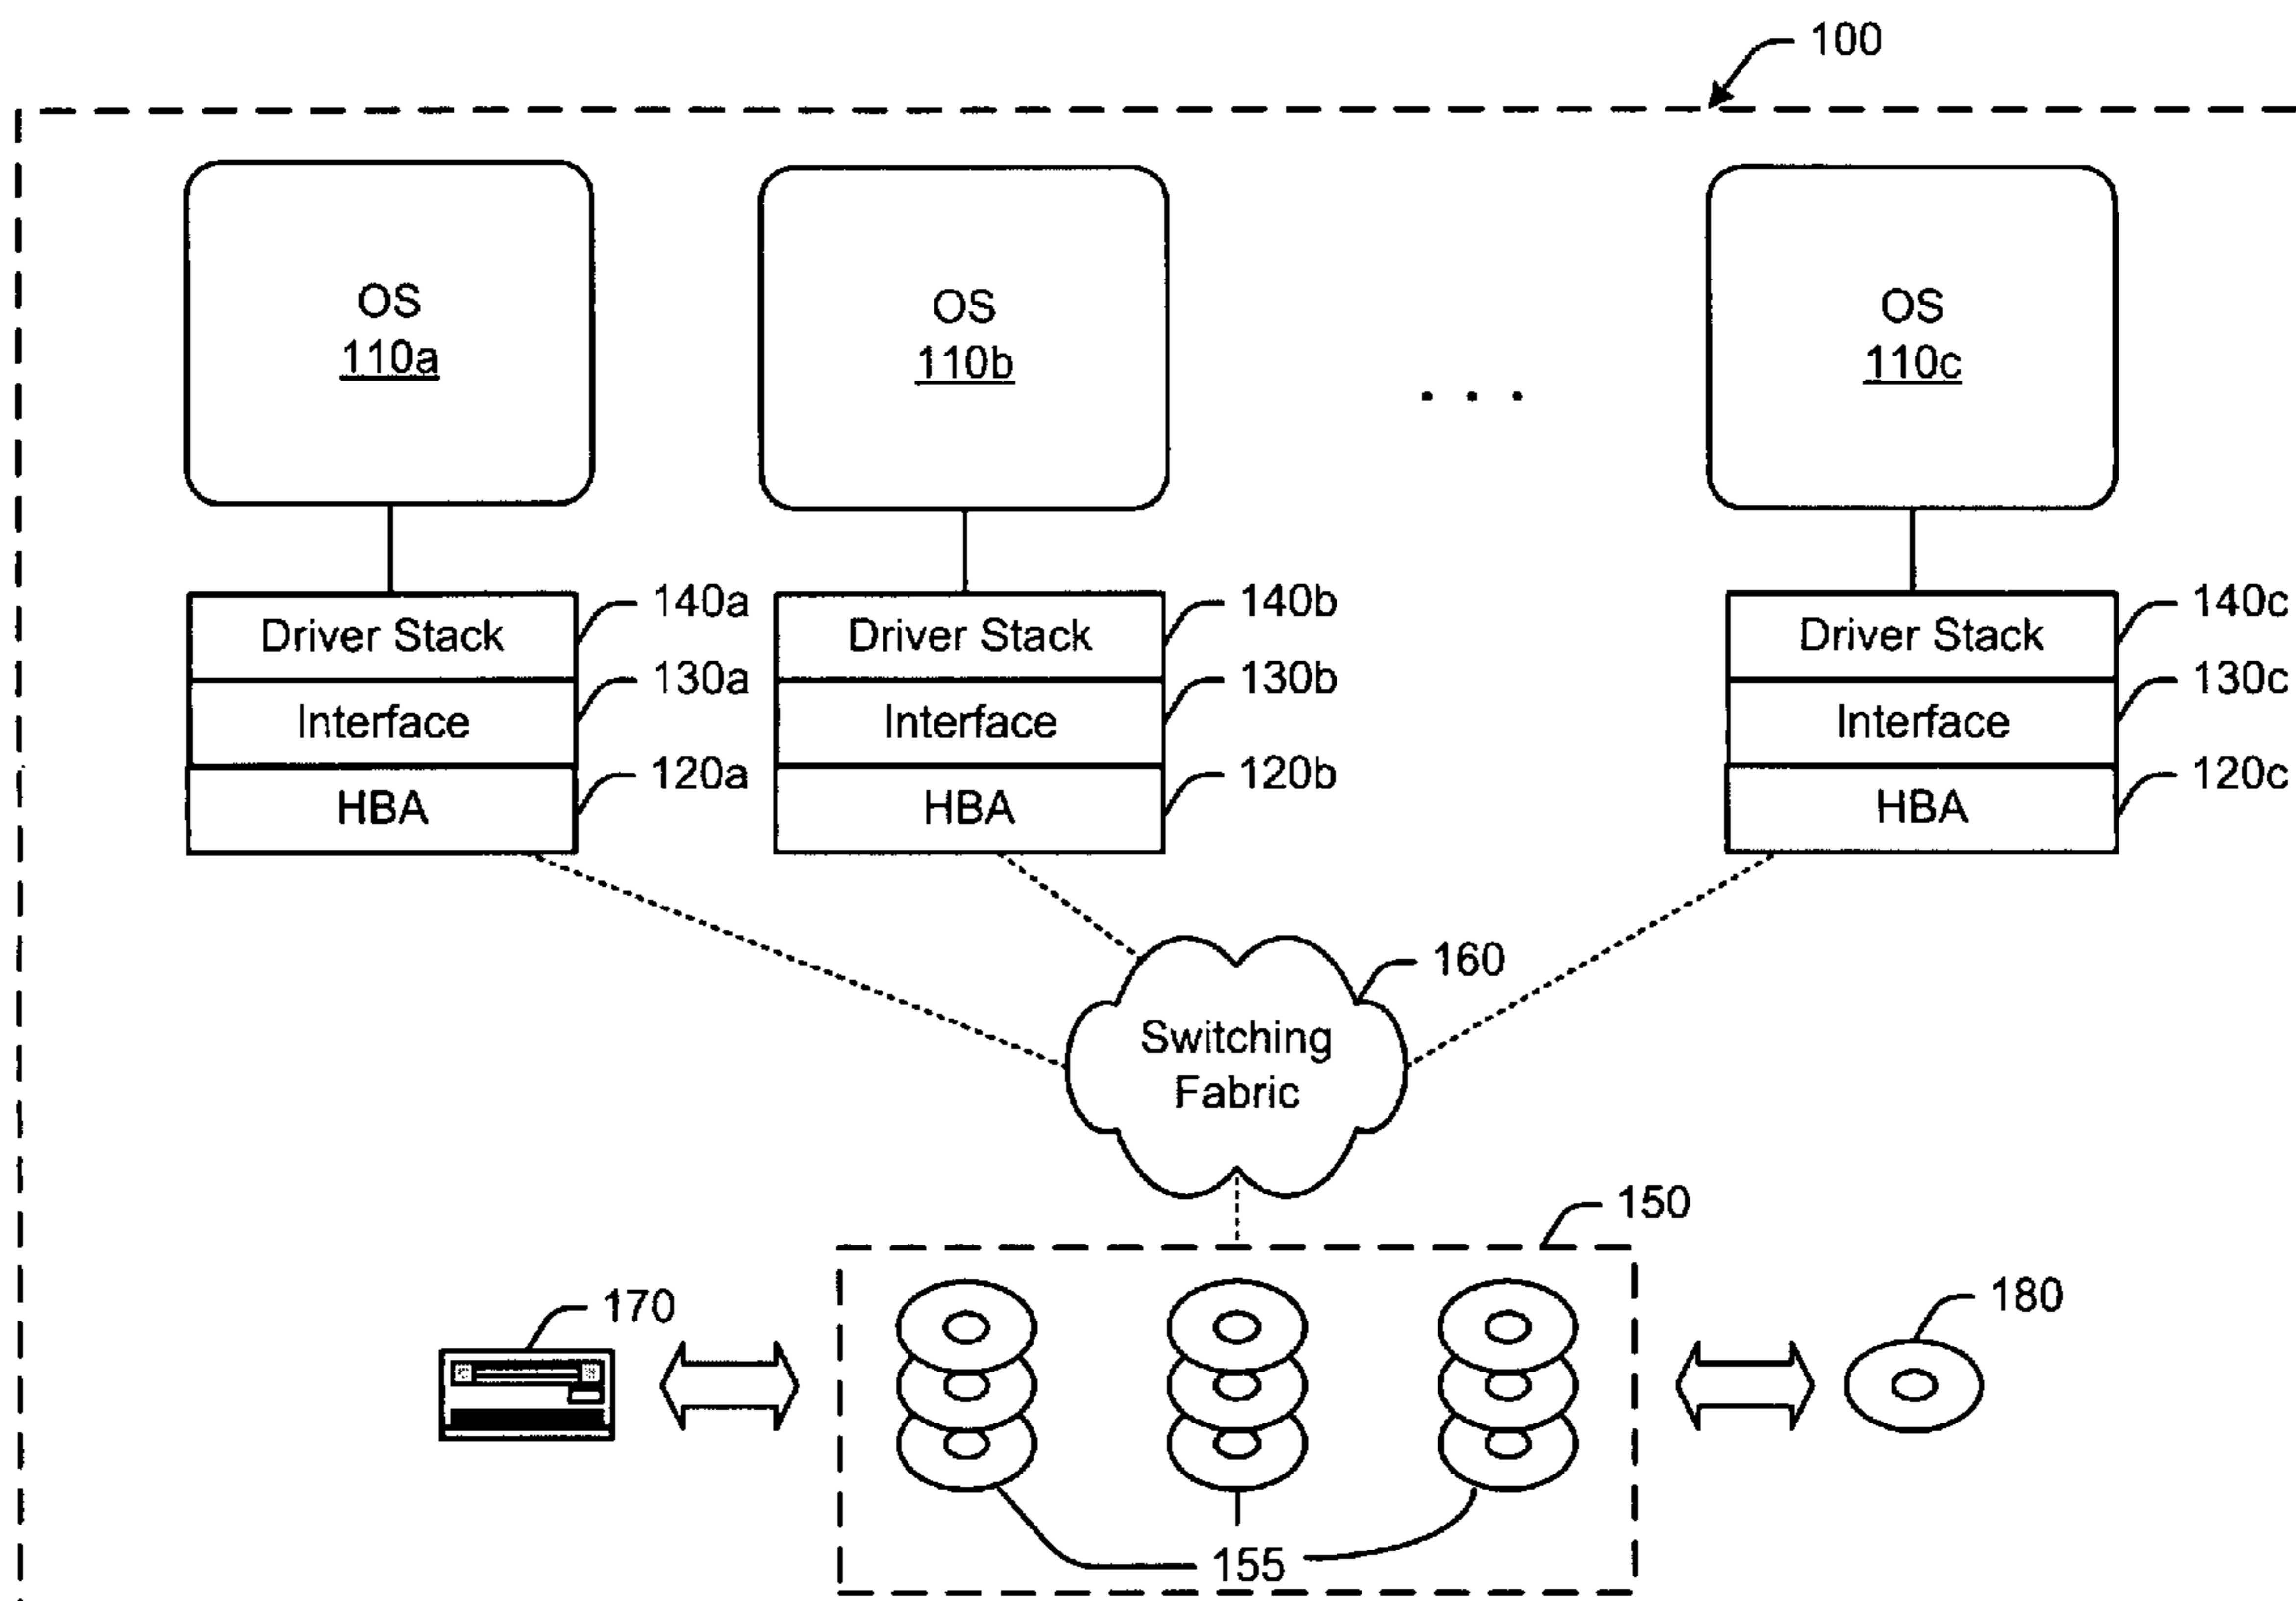 100
OS
110a
OS
110b
. . .
OS
110c
Driver Stack
140a
Driver Stack
140b
Driver Stack
140c
Interface
130a
Interface
130b
Interface
130c
HBA
120a
HBA
120b
HBA
120c
160
Switching
Fabric
150
170
180
155